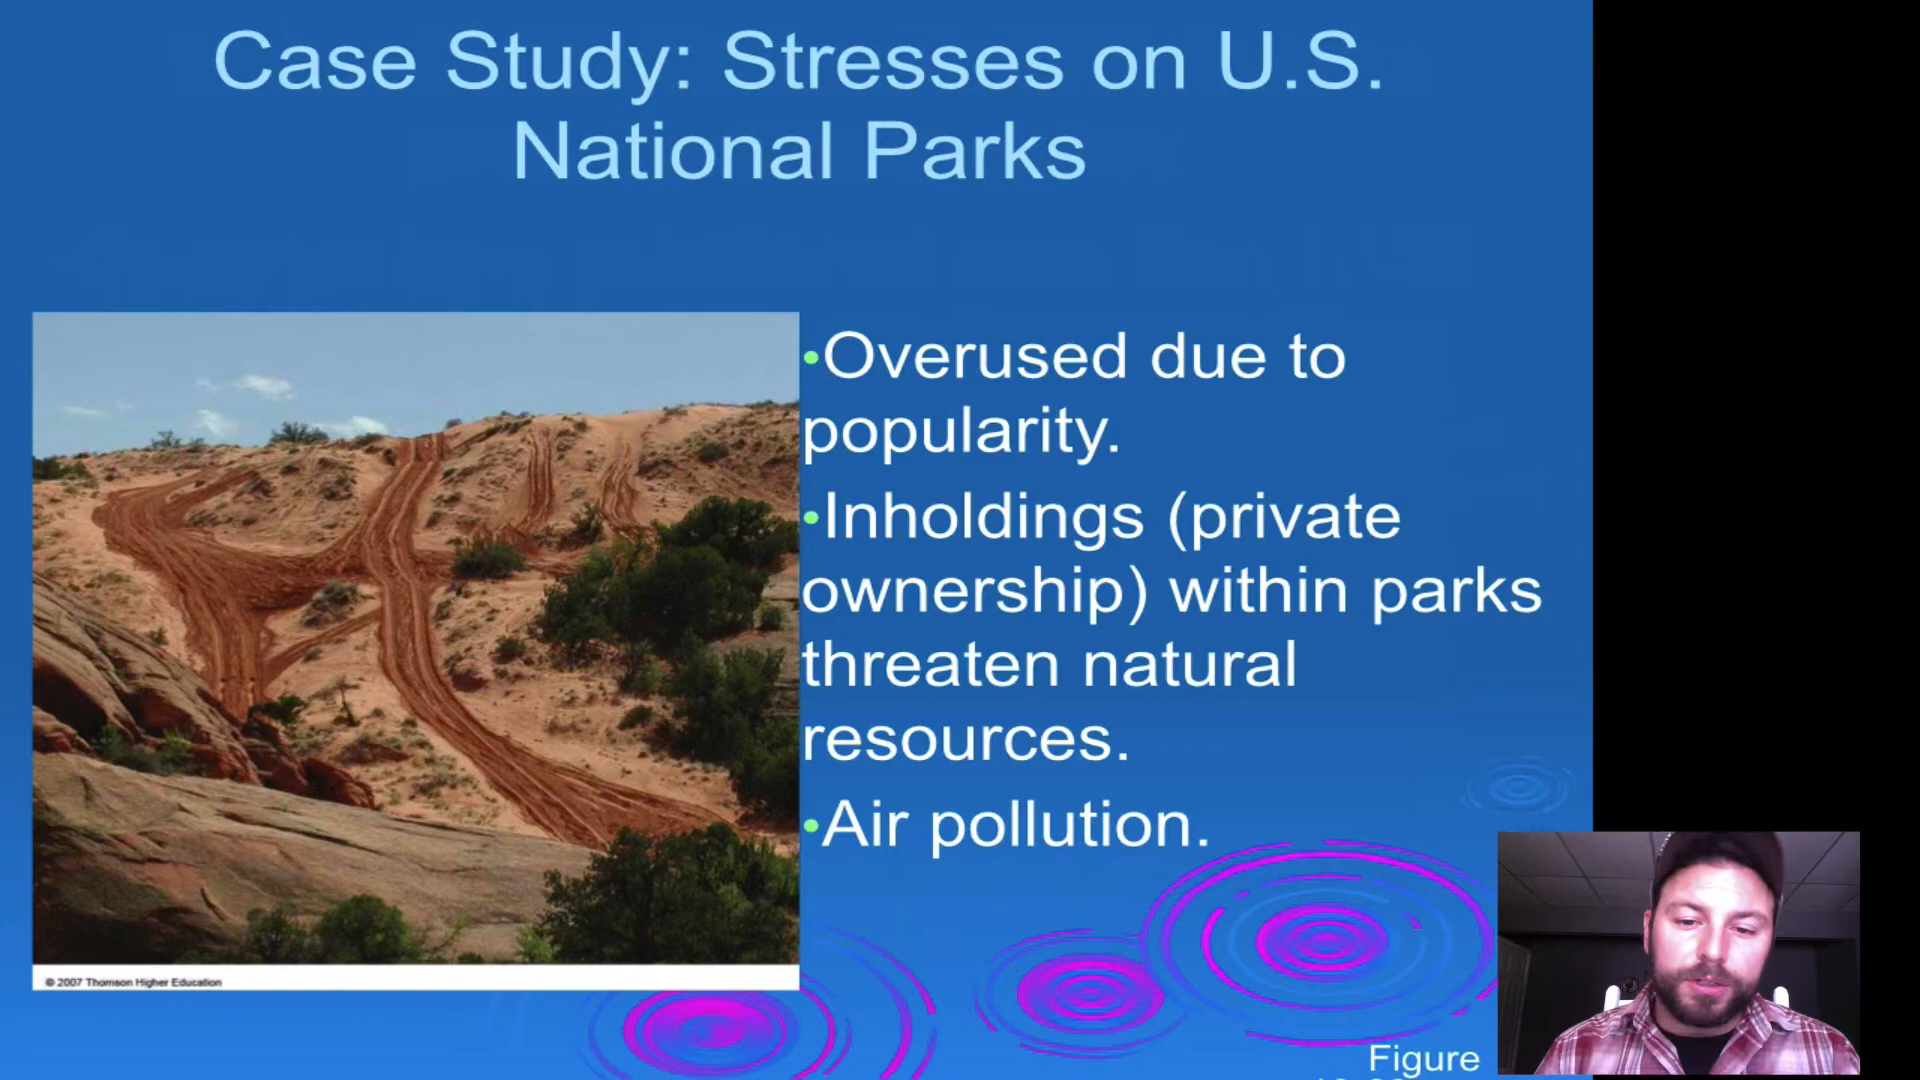 Case Study: Stresses on U.S.
National Parks
•Overused due to
popularity.
•Inholdings (private
ownership) within parks
threaten natural
resources.
•Air pollution.
© 2007 Thomson Higher Education
Figure